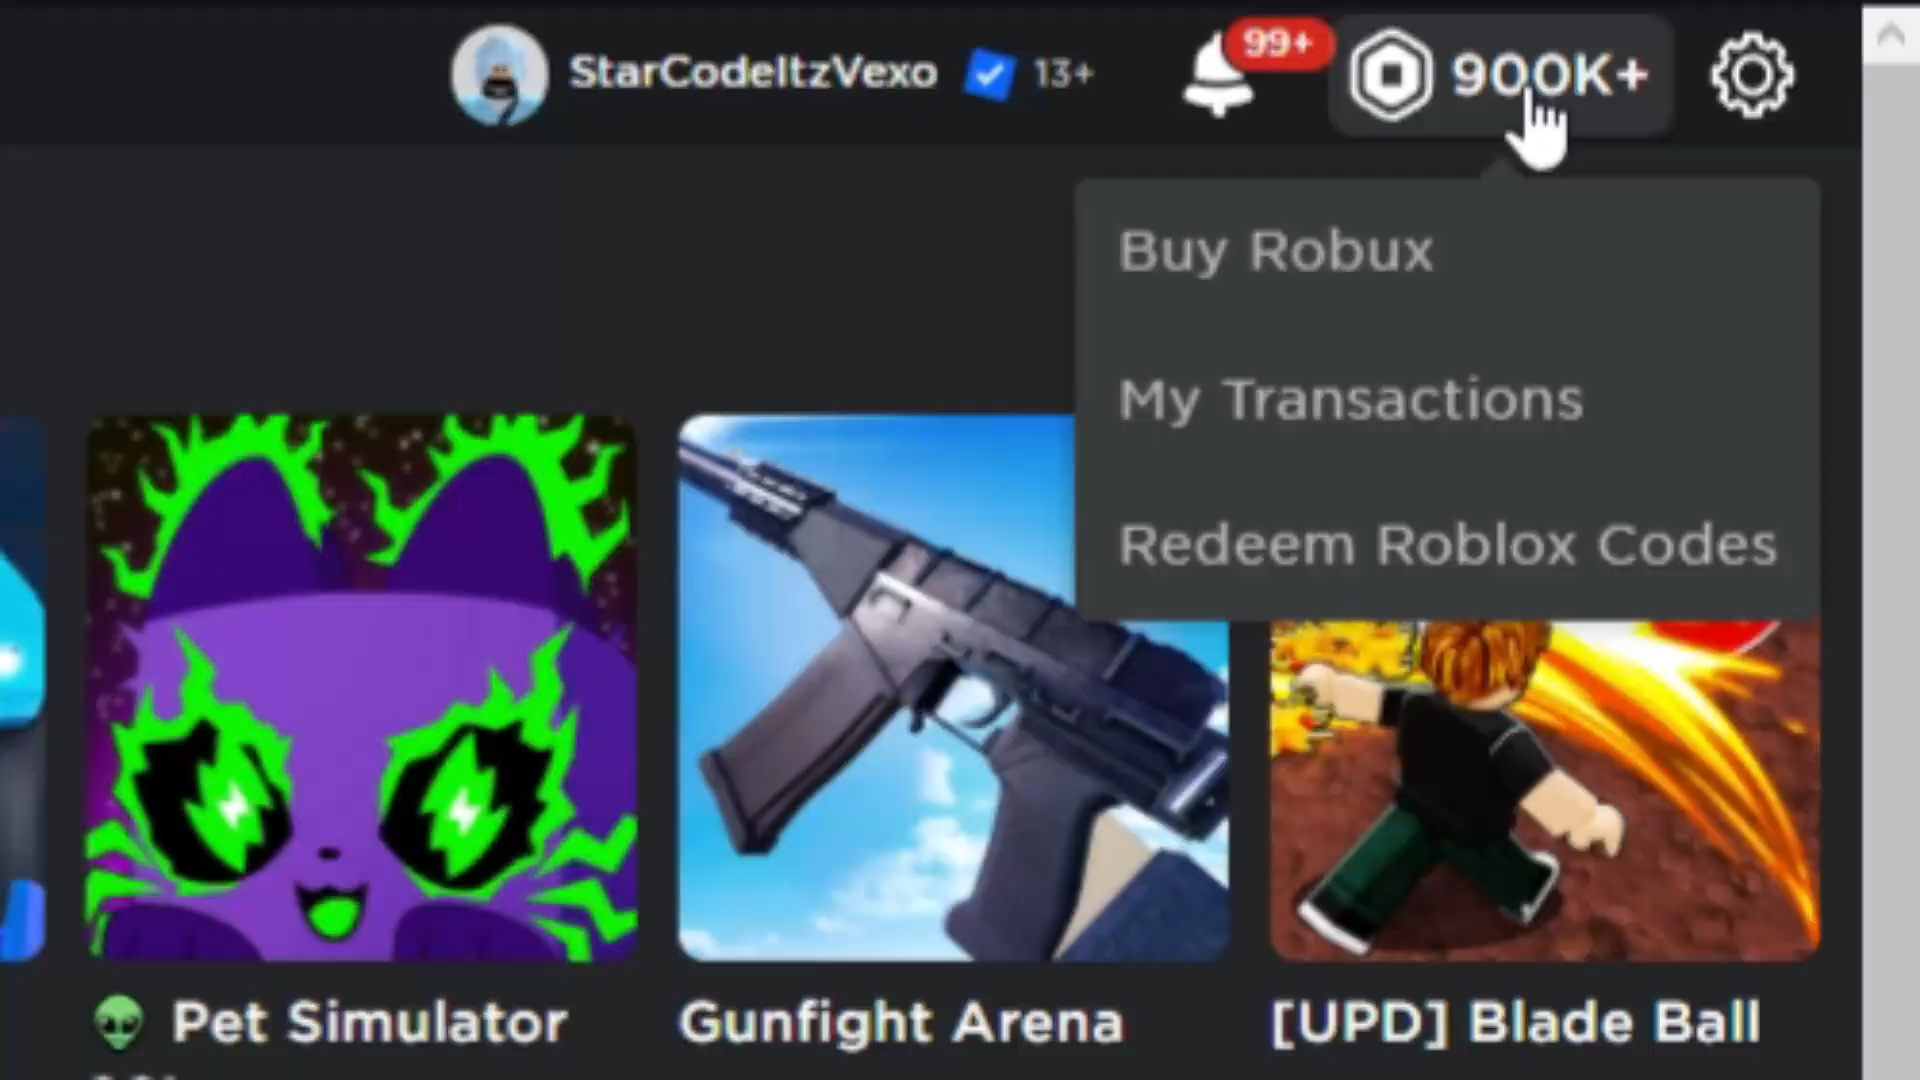 StarCodeItzVexo 13+
99+
900K+
Buy Robux
My Transactions
Redeem Roblox Codes
Pet Simulator
Gunfight Arena
[UPD] Blade Ball